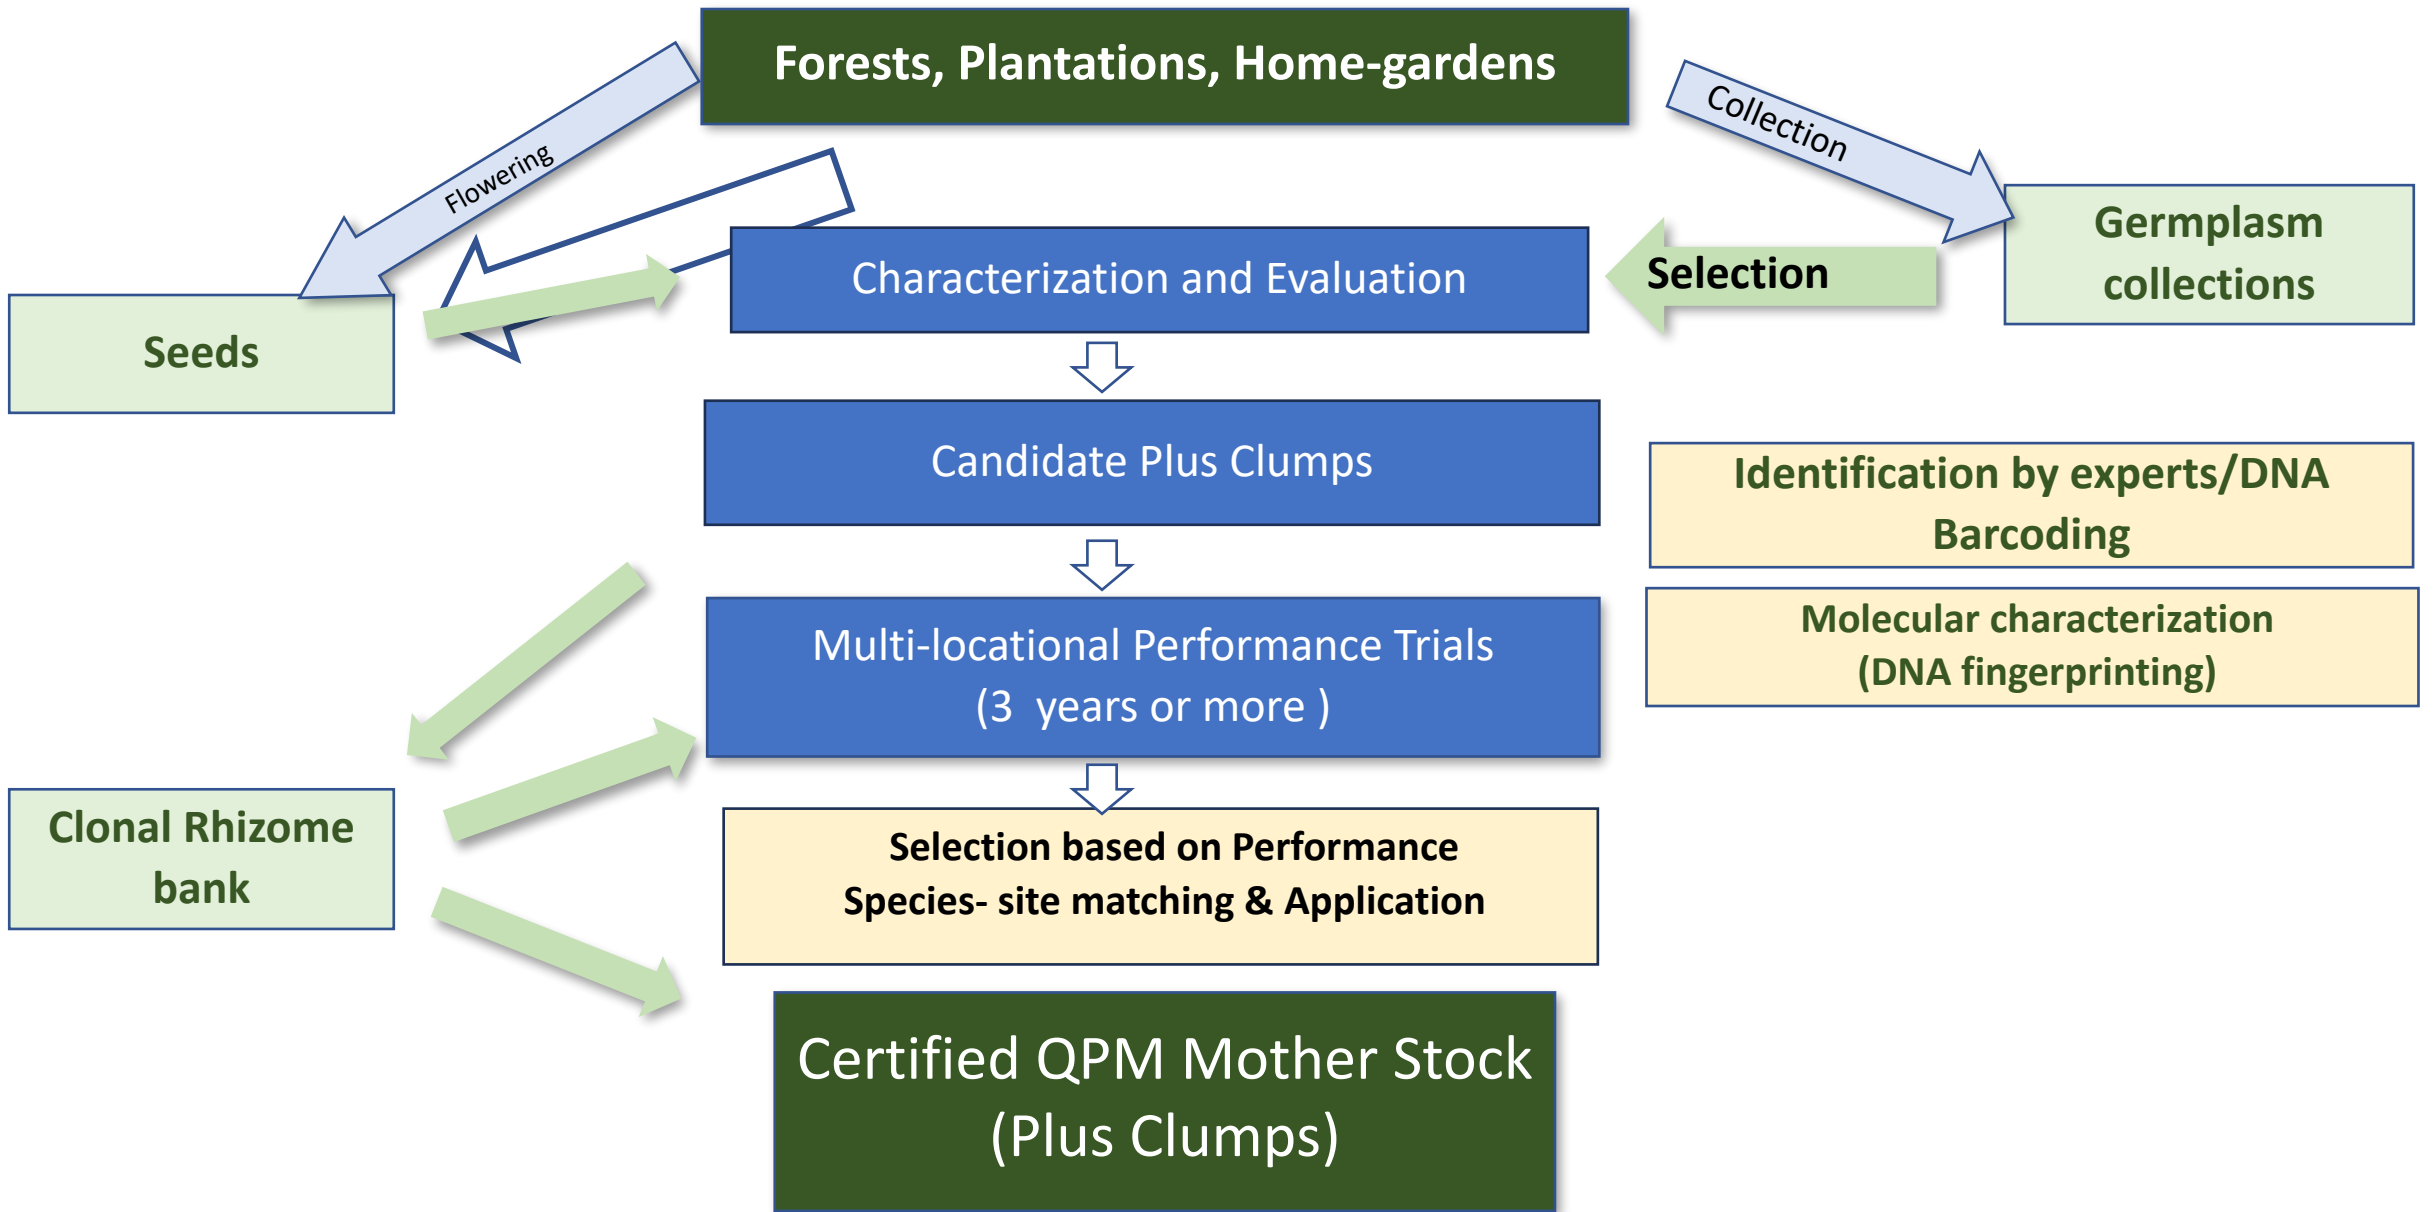 Forests, Plantations, Home-gardens
Flowering
Collection
Germplasm
collections
Selection
Characterization and Evaluation
Seeds
Candidate Plus Clumps
Identification by experts/DNA
Barcoding
Multi-locational Performance Trials
(3  years or more )
Molecular characterization
(DNA fingerprinting)
Clonal Rhizome
bank
Selection based on Performance
Species- site matching & Application
Certified QPM Mother Stock
(Plus Clumps)